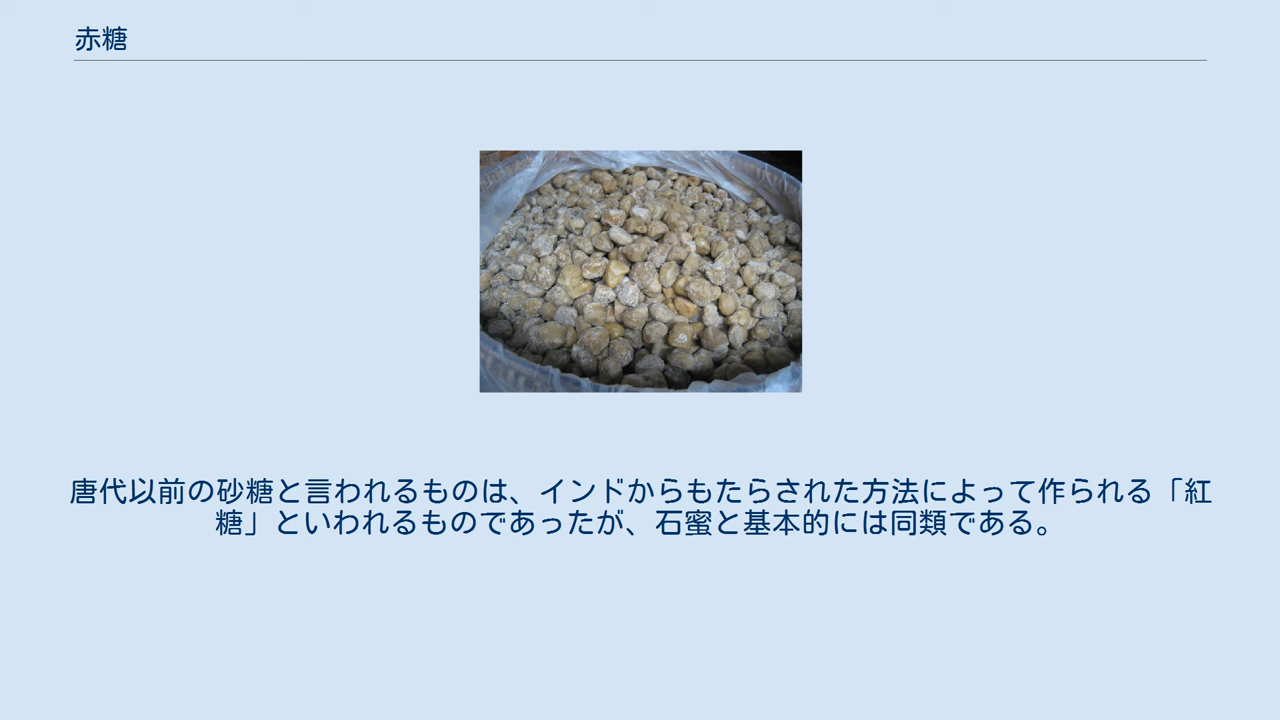 赤糖
唐代以前の砂糖と言われるものは、インドからもたらされた方法によって作られる「紅
糖」といわれるものであったが、石蜜と基本的には同類である。